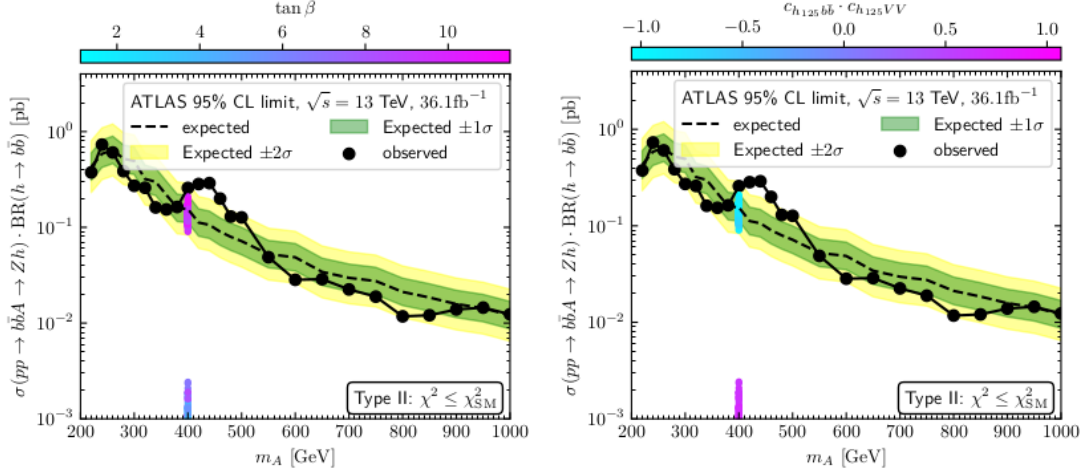 tan β
2 4 6 8 10
ATLAS 95% CL limit, √s = 13 TeV, 36.1fb⁻¹
expected
Expected ±1σ
Expected ±2σ
observed
σ(pp → bb̄A → Zh) · BR(h → bb̄) [pb]
10⁰
10⁻¹
10⁻²
10⁻³
Type II: χ² ≤ χ²_SM
200 300 400 500 600 700 800 900 1000
m_A [GeV]
c_{h₁₂₅bb̄} · c_{h₁₂₅VV}
−1.0 −0.5 0.0 0.5 1.0
ATLAS 95% CL limit, √s = 13 TeV, 36.1fb⁻¹
expected
Expected ±1σ
Expected ±2σ
observed
σ(pp → bb̄A → Zh) · BR(h → bb̄) [pb]
10⁰
10⁻¹
10⁻²
10⁻³
Type II: χ² ≤ χ²_SM
200 300 400 500 600 700 800 900 1000
m_A [GeV]